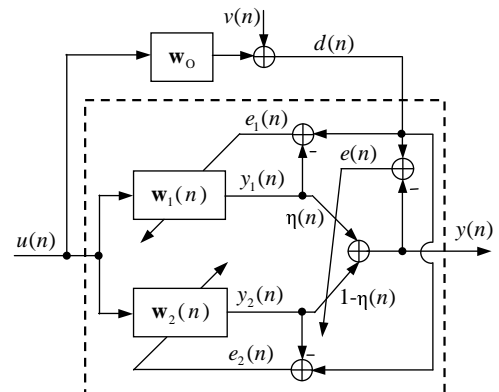 v(n)
w_O
d(n)
e_1(n)
e(n)
-
-
w_1(n)
y_1(n)
η(n)
u(n)
y(n)
w_2(n)
y_2(n)
1-η(n)
-
e_2(n)